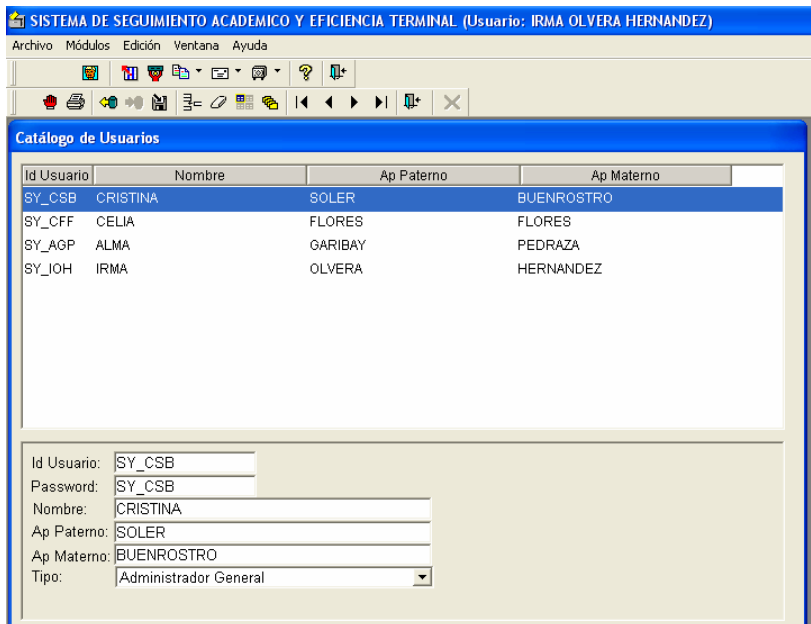 SISTEMA DE SEGUIMIENTO ACADEMICO Y EFICIENCIA TERMINAL (Usuario: IRMA OLVERA HERNANDEZ)
Archivo Módulos Edición Ventana Ayuda
Catálogo de Usuarios
Id Usuario Nombre Ap Paterno Ap Materno
SY_CSB CRISTINA SOLER BUENROSTRO
SY_CFF CELIA FLORES FLORES
SY_AGP ALMA GARIBAY PEDRAZA
SY_IOH IRMA OLVERA HERNANDEZ
Id Usuario: SY_CSB
Password: SY_CSB
Nombre: CRISTINA
Ap Paterno: SOLER
Ap Materno: BUENROSTRO
Tipo: Administrador General